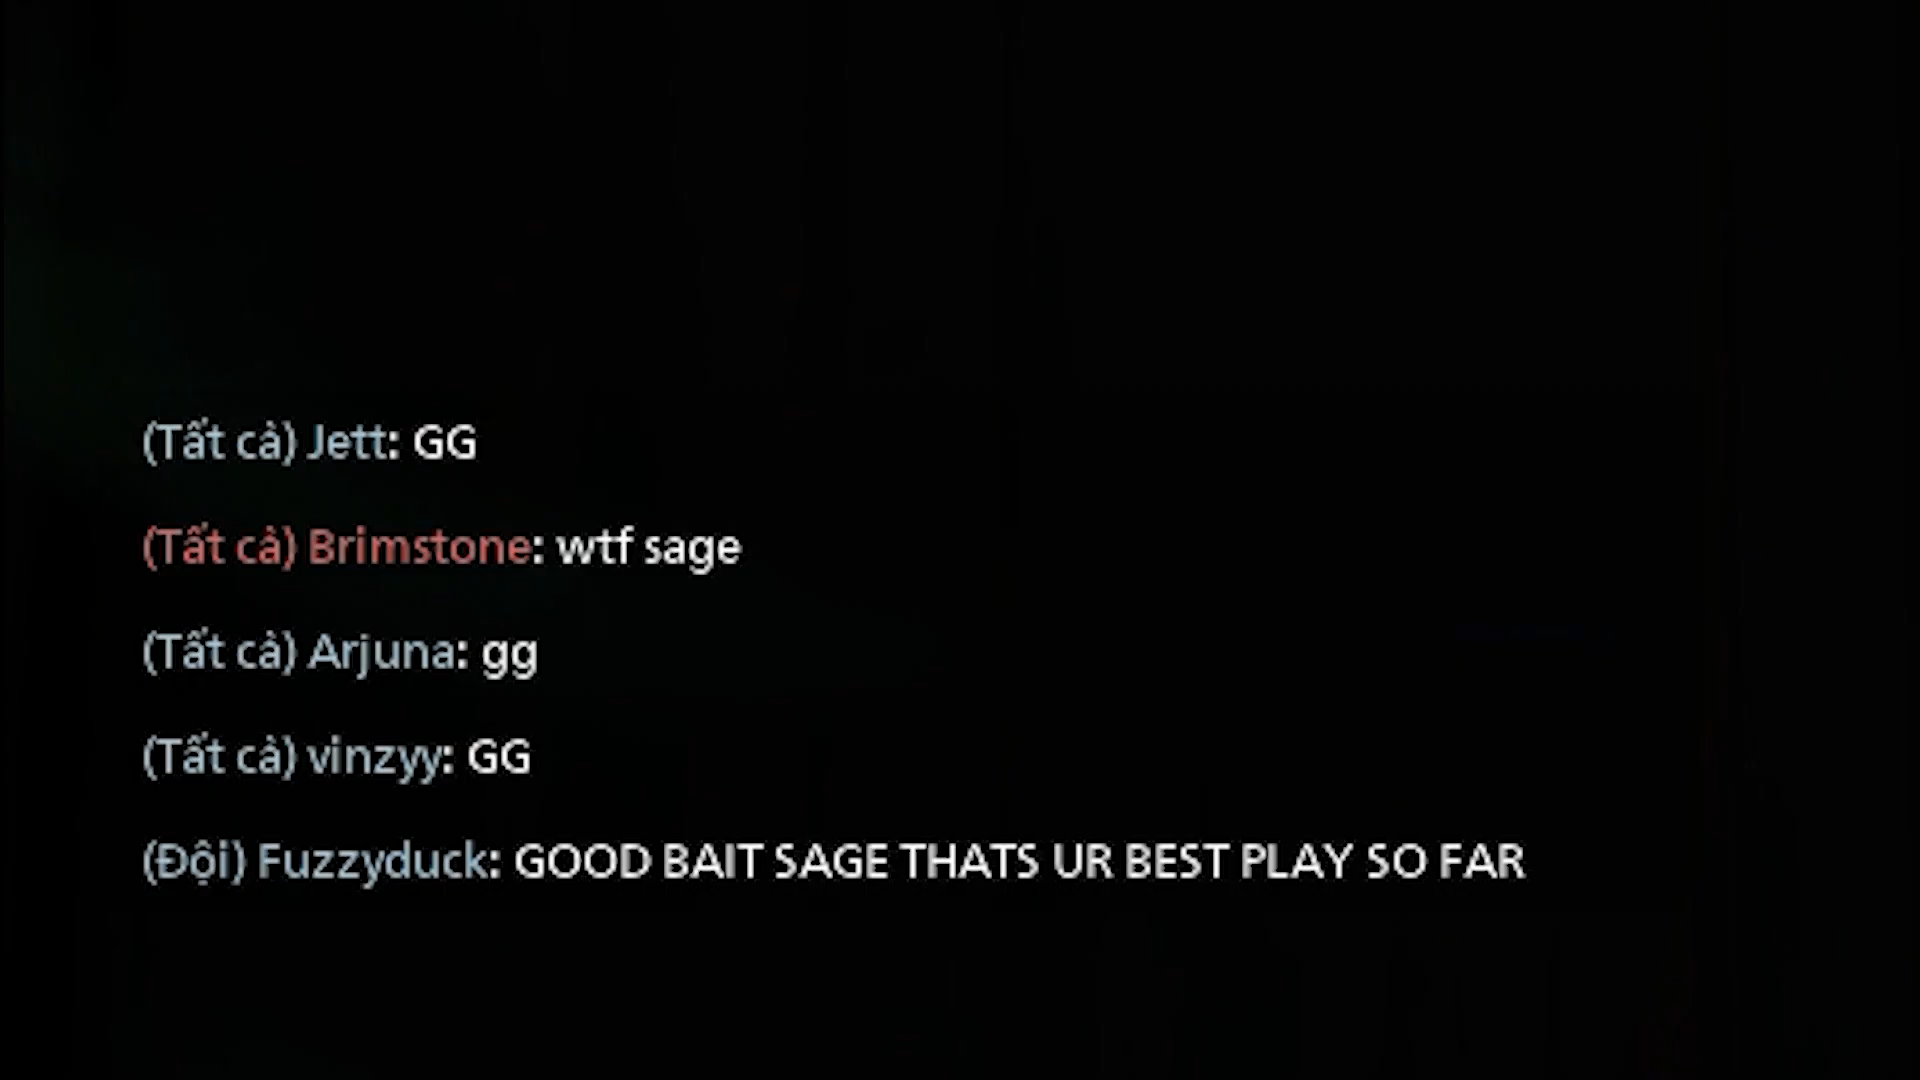 (Tất cả) Jett: GG
(Tất cả) Brimstone: wtf sage
(Tất cả) Arjuna: gg
(Tất cả) vinzyy: GG
(Đội) Fuzzyduck: GOOD BAIT SAGE THATS UR BEST PLAY SO FAR